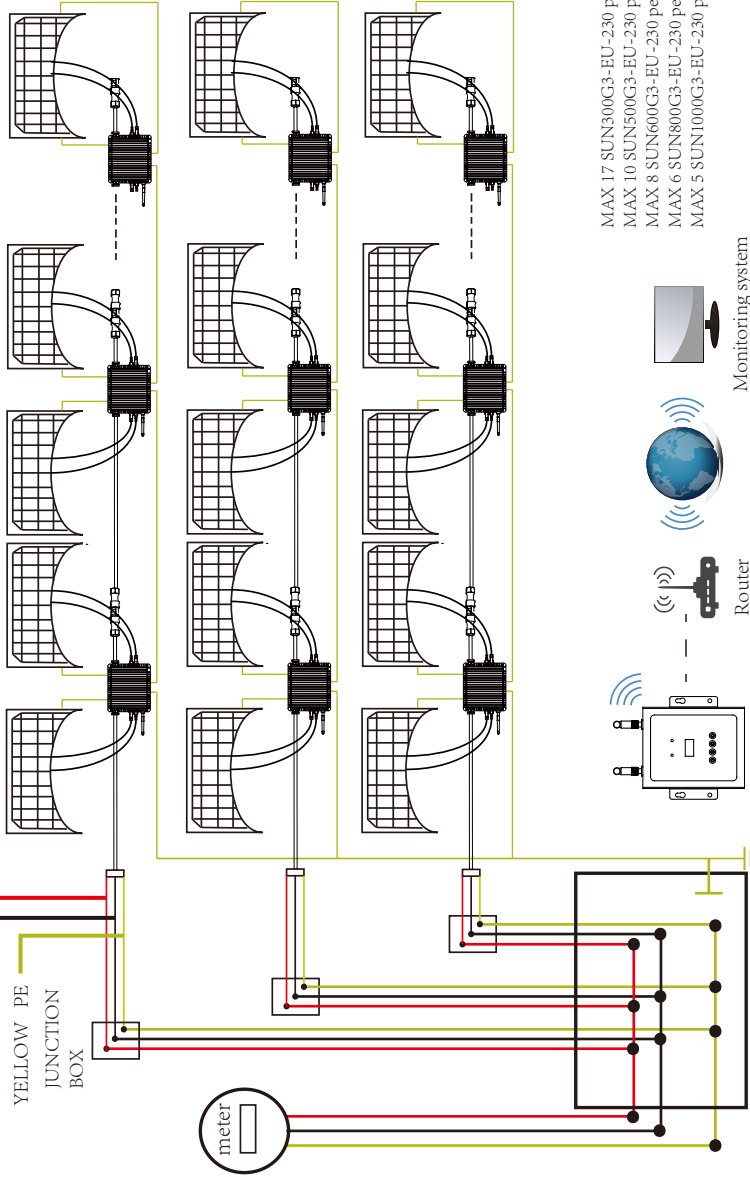 YELLOW PE
JUNCTION
BOX
meter
MAX 17 SUN300G3-EU-230 p
MAX 10 SUN500G3-EU-230 p
MAX 8 SUN600G3-EU-230 pe
MAX 6 SUN800G3-EU-230 pe
MAX 5 SUN1000G3-EU-230 p
Router
Monitoring system